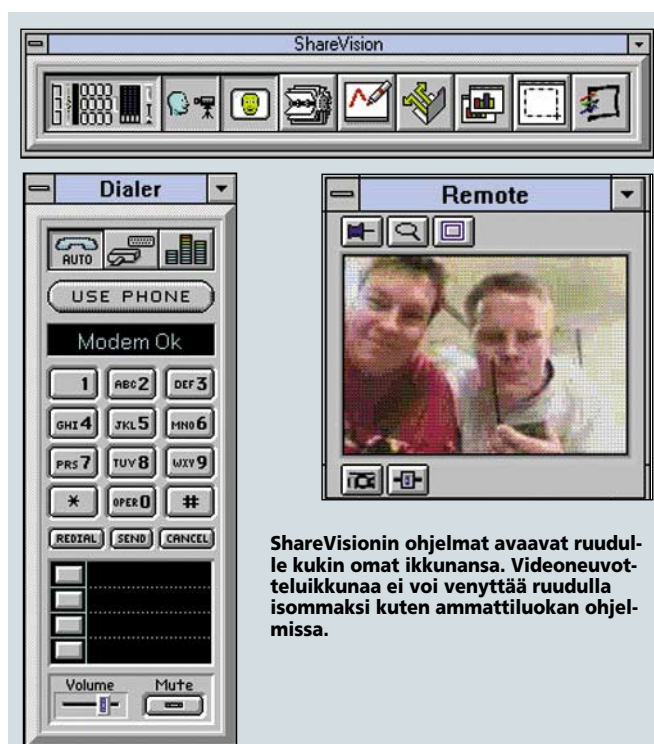 ShareVision
Dialer
AUTO
USE PHONE
Modem Ok
1 ABC2 DEF3
GHI4 JKL5 MNO6
PRS7 TUV8 WXY9
* OPER0 #
REDIAL SEND CANCEL
Volume Mute
Remote
ShareVisionin ohjelmat avaavat ruudul-
le kukin omat ikkunansa. Videoneuvot-
teluikkunaa ei voi venyttää ruudulla
isommaksi kuten ammattiluokan ohjel-
missa.